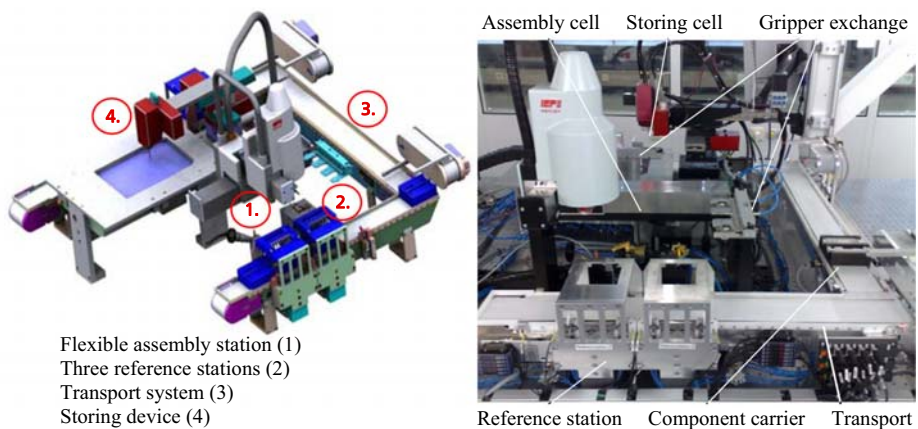 4.
3.
1.
2.
Flexible assembly station (1)
Three reference stations (2)
Transport system (3)
Storing device (4)
Assembly cell Storing cell Gripper exchange
Reference station Component carrier Transport